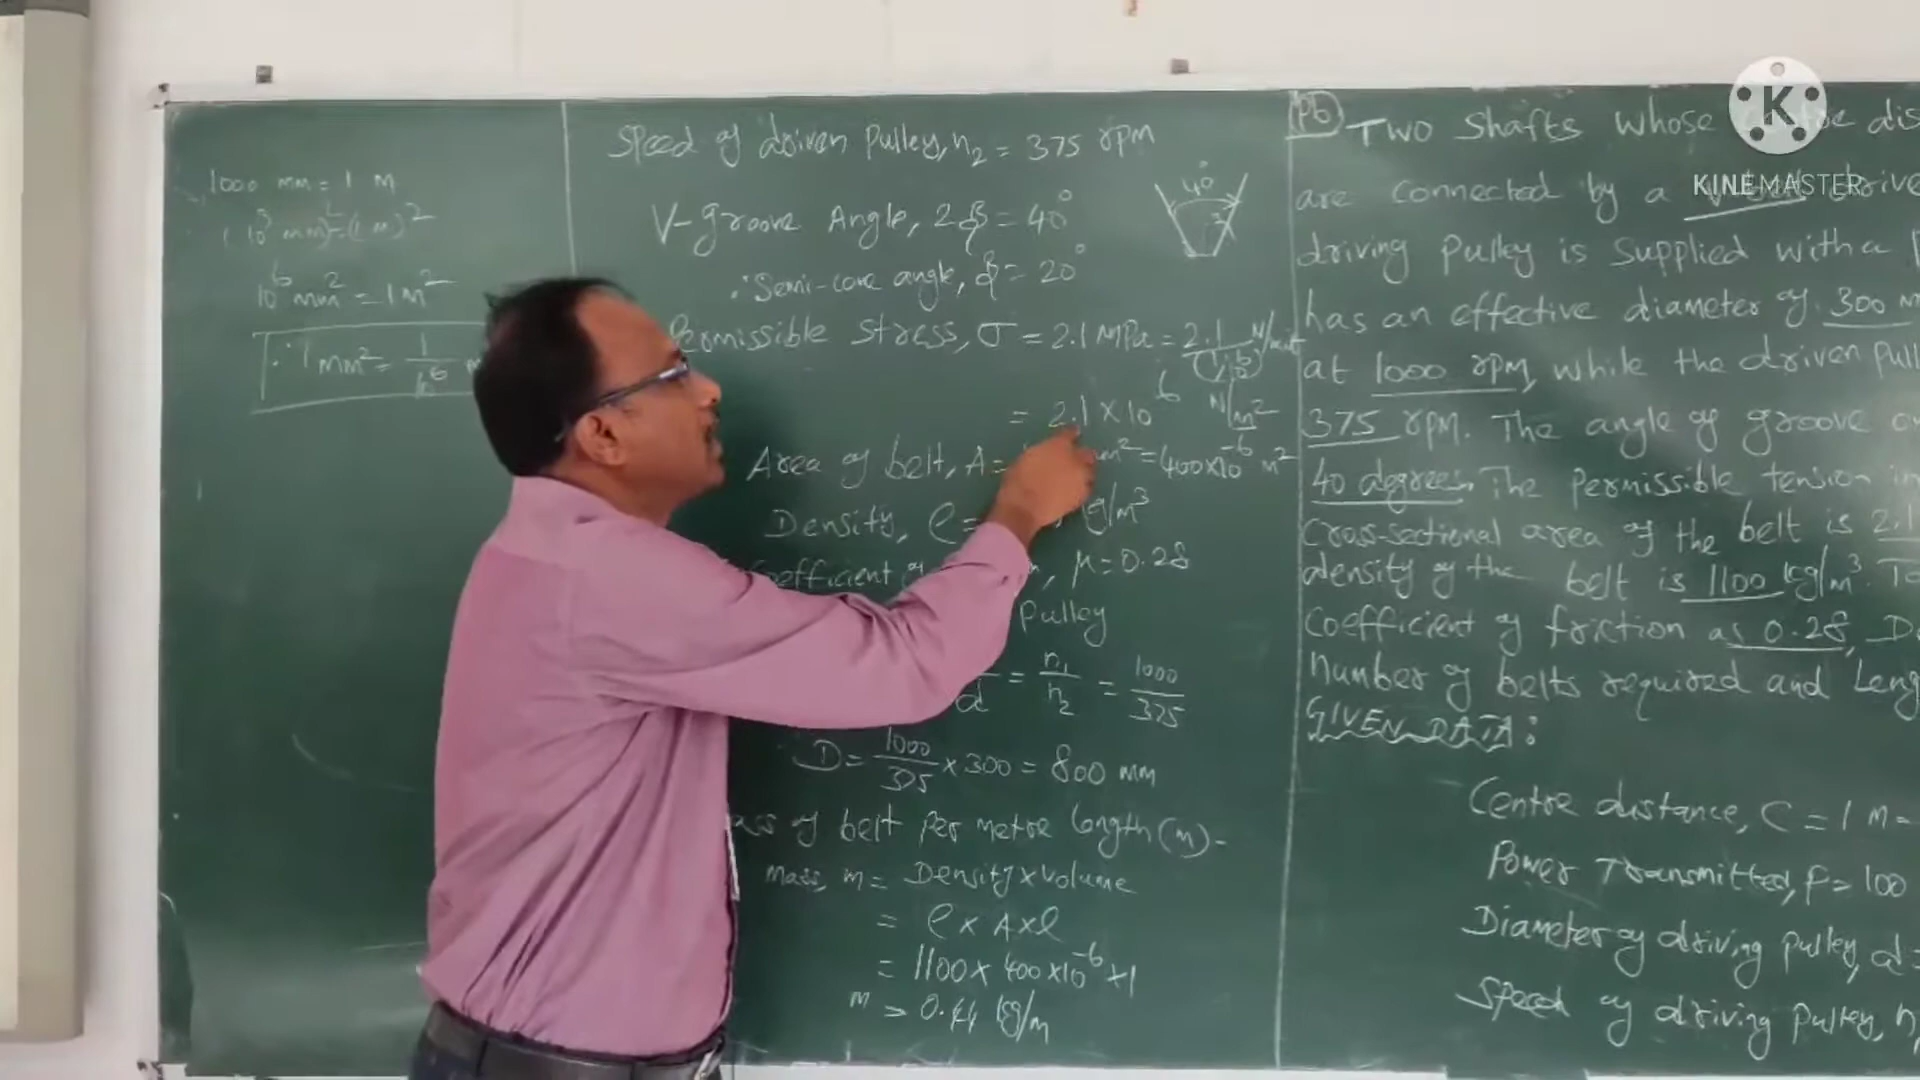 1000 mm = 1 m
(10³ mm)² = (1 m)²
10⁶ mm² = 1 m²
∴ 1 mm² = 1/10⁶ m
Speed of driven pulley, n₂ = 375 rpm
V-groove Angle, 2β = 40°
∴ Semi-cone angle, β = 20°
40°
Permissible stress, σ = 2.1 MPa = 2.1
= 2.1 × 10⁶ N/m²
Area of belt, A = m² = 400×10⁻⁶ m²
Density, ρ = kg/m³
Coefficient of , μ = 0.28
Pulley
d = n₁/n₂ = 1000/375
D = 1000/375 × 300 = 800 mm
of belt per metre length (m) -
mass, m = Density × volume
= ρ × A × l
= 1100 × 400 × 10⁻⁶ × 1
m = 0.44 kg/m
Pb Two shafts whose
are connected by a
driving pulley is supplied with a
has an effective diameter of 300
at 1000 rpm, while the driven
375 rpm. The angle of groove
40 degrees. The permissible tension
cross-sectional area of the belt is 2.1
density of the belt is 1100 kg/m³.
coefficient of friction as 0.28,
number of belts required and
GIVEN DATA:
Centre distance, C = 1 m =
Power Transmitted, P = 100
Diameter of driving pulley, d =
Speed of driving pulley, n
K
KINEMASTER